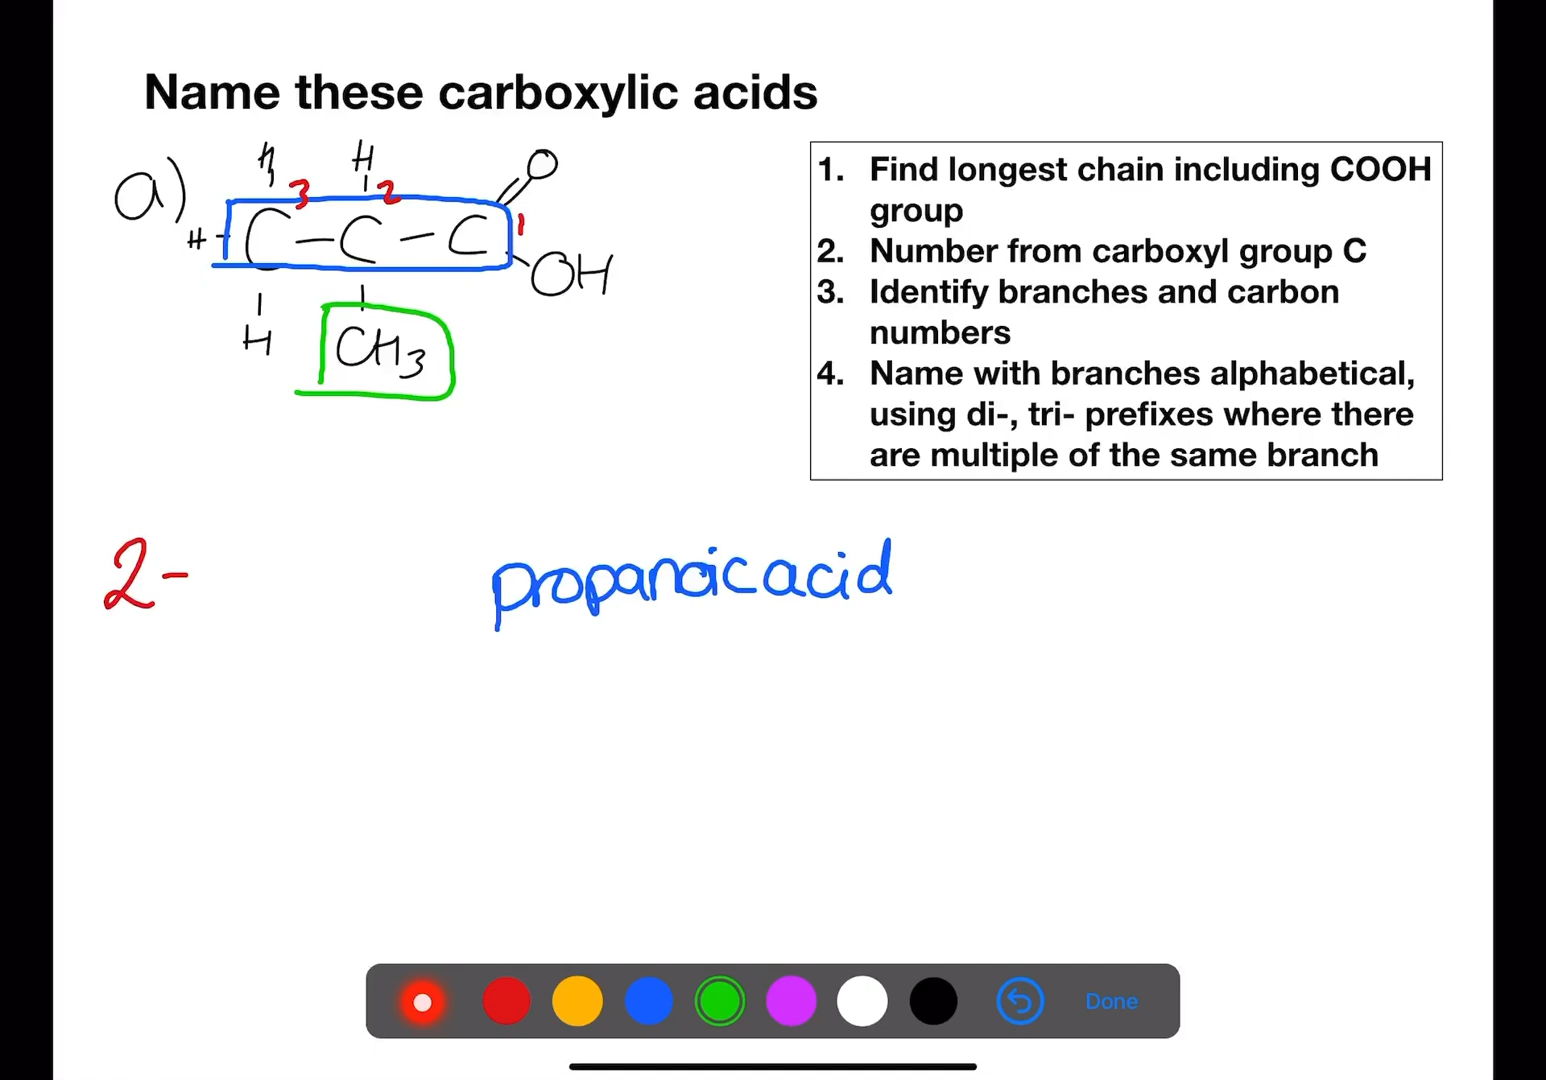 Name these carboxylic acids
a)
H H O
3 2 1
H - C - C - C
OH
H CH3
1. Find longest chain including COOH
group
2. Number from carboxyl group C
3. Identify branches and carbon
numbers
4. Name with branches alphabetical,
using di-, tri- prefixes where there
are multiple of the same branch
2- propanoic acid
Done